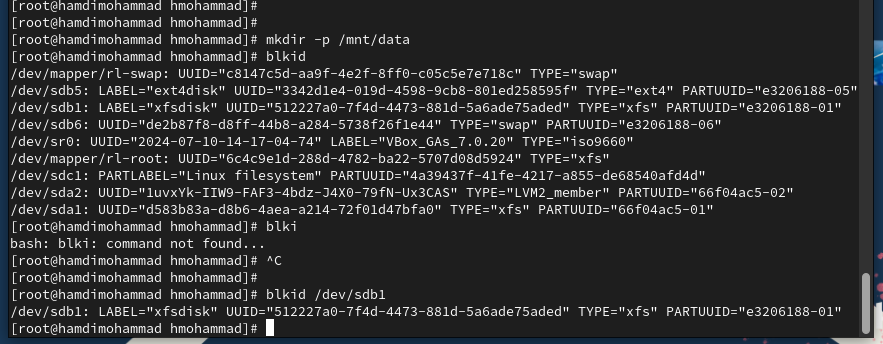 [root@hamdimohammad hmohammad]#
[root@hamdimohammad hmohammad]#
[root@hamdimohammad hmohammad]# mkdir -p /mnt/data
[root@hamdimohammad hmohammad]# blkid
/dev/mapper/rl-swap: UUID="c8147c5d-aa9f-4e2f-8ff0-c05c5e7e718c" TYPE="swap"
/dev/sdb5: LABEL="ext4disk" UUID="3342d1e4-019d-4598-9cb8-801ed258595f" TYPE="ext4" PARTUUID="e3206188-05"
/dev/sdb1: LABEL="xfsdisk" UUID="512227a0-7f4d-4473-881d-5a6ade75aded" TYPE="xfs" PARTUUID="e3206188-01"
/dev/sdb6: UUID="de2b87f8-d8ff-44b8-a284-5738f26f1e44" TYPE="swap" PARTUUID="e3206188-06"
/dev/sr0: UUID="2024-07-10-14-17-04-74" LABEL="VBox_GAs_7.0.20" TYPE="iso9660"
/dev/mapper/rl-root: UUID="6c4c9e1d-288d-4782-ba22-5707d08d5924" TYPE="xfs"
/dev/sdc1: PARTLABEL="Linux filesystem" PARTUUID="4a39437f-41fe-4217-a855-de68540afd4d"
/dev/sda2: UUID="1uvxYk-IIW9-FAF3-4bdz-J4X0-79fN-Ux3CAS" TYPE="LVM2_member" PARTUUID="66f04ac5-02"
/dev/sda1: UUID="d583b83a-d8b6-4aea-a214-72f01d47bfa0" TYPE="xfs" PARTUUID="66f04ac5-01"
[root@hamdimohammad hmohammad]# blki
bash: blki: command not found...
[root@hamdimohammad hmohammad]# ^C
[root@hamdimohammad hmohammad]#
[root@hamdimohammad hmohammad]# blkid /dev/sdb1
/dev/sdb1: LABEL="xfsdisk" UUID="512227a0-7f4d-4473-881d-5a6ade75aded" TYPE="xfs" PARTUUID="e3206188-01"
[root@hamdimohammad hmohammad]#